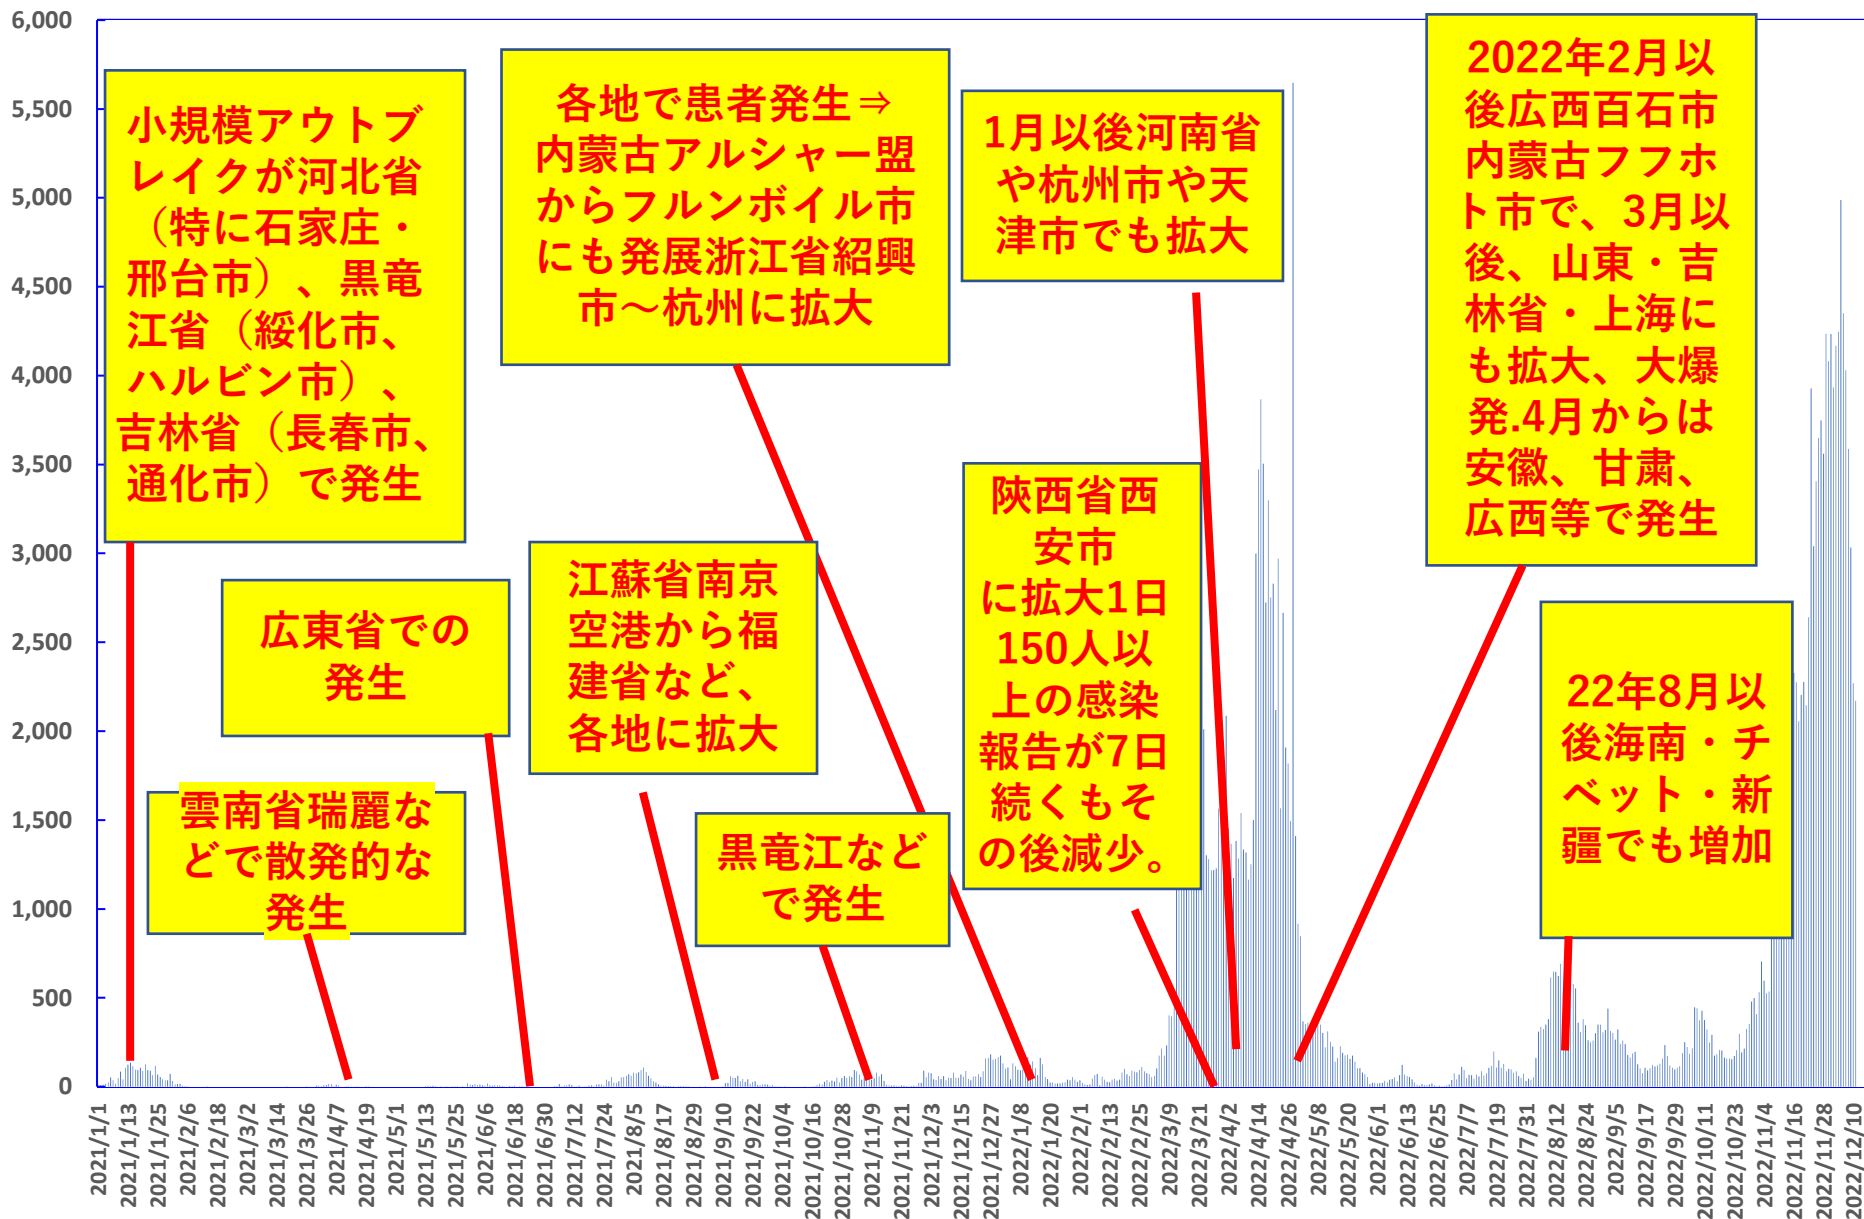 6,000
5,500
5,000
4,500
4,000
3,500
3,000
2,500
2,000
1,500
1,000
500
0
小規模アウトブ
レイクが河北省
（特に石家庄・
邢台市）、黒竜
江省（綏化市、
ハルビン市）、
吉林省（長春市、
通化市）で発生
各地で患者発生⇒
内蒙古アルシャー盟
からフルンボイル市
にも発展浙江省紹興
市～杭州に拡大
1月以後河南省
や杭州市や天
津市でも拡大
2022年2月以
後広西百石市
内蒙古フフホ
ト市で、3月以
後、山東・吉
林省・上海に
も拡大、大爆
発.4月からは
安徽、甘粛、
広西等で発生
陝西省西
安市
に拡大1日
150人以
上の感染
報告が7日
続くもそ
の後減少。
江蘇省南京
空港から福
建省など、
各地に拡大
広東省での
発生
22年8月以
後海南・チ
ベット・新
疆でも増加
雲南省瑞麗な
どで散発的な
発生
黒竜江など
で発生
2021/1/1
2021/1/13
2021/1/25
2021/2/6
2021/2/18
2021/3/2
2021/3/14
2021/3/26
2021/4/7
2021/4/19
2021/5/1
2021/5/13
2021/5/25
2021/6/6
2021/6/18
2021/6/30
2021/7/12
2021/7/24
2021/8/5
2021/8/17
2021/8/29
2021/9/10
2021/9/22
2021/10/4
2021/10/16
2021/10/28
2021/11/9
2021/11/21
2021/12/3
2021/12/15
2021/12/27
2022/1/8
2022/1/20
2022/2/1
2022/2/13
2022/2/25
2022/3/9
2022/3/21
2022/4/2
2022/4/14
2022/4/26
2022/5/8
2022/5/20
2022/6/1
2022/6/13
2022/6/25
2022/7/7
2022/7/19
2022/7/31
2022/8/12
2022/8/24
2022/9/5
2022/9/17
2022/9/29
2022/10/11
2022/10/23
2022/11/4
2022/11/16
2022/11/28
2022/12/10